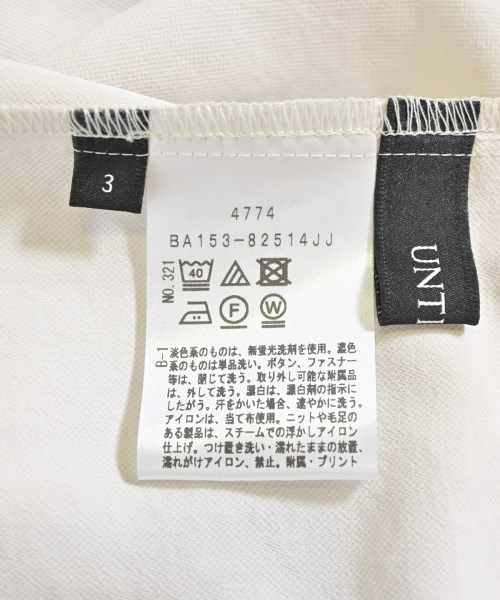 3
4774
BA153-82514JJ
NO.321
40
F
W
UNTI
B-1
淡色系のものは、無蛍光洗剤を使用。濃色
系のものは単品洗い。ボタン、ファスナー
等は、閉じて洗う。取り外し可能な附属品
は、外して洗う。漂白は、漂白剤の指示に
したがう。汗をかいた場合、速やかに洗う。
アイロンは、当て布使用。ニットや毛足の
ある製品は、スチームでの浮かしアイロン
仕上げ。つけ置き洗い・濡れたままの放置、
濡れがけアイロン、禁止。附属・プリント